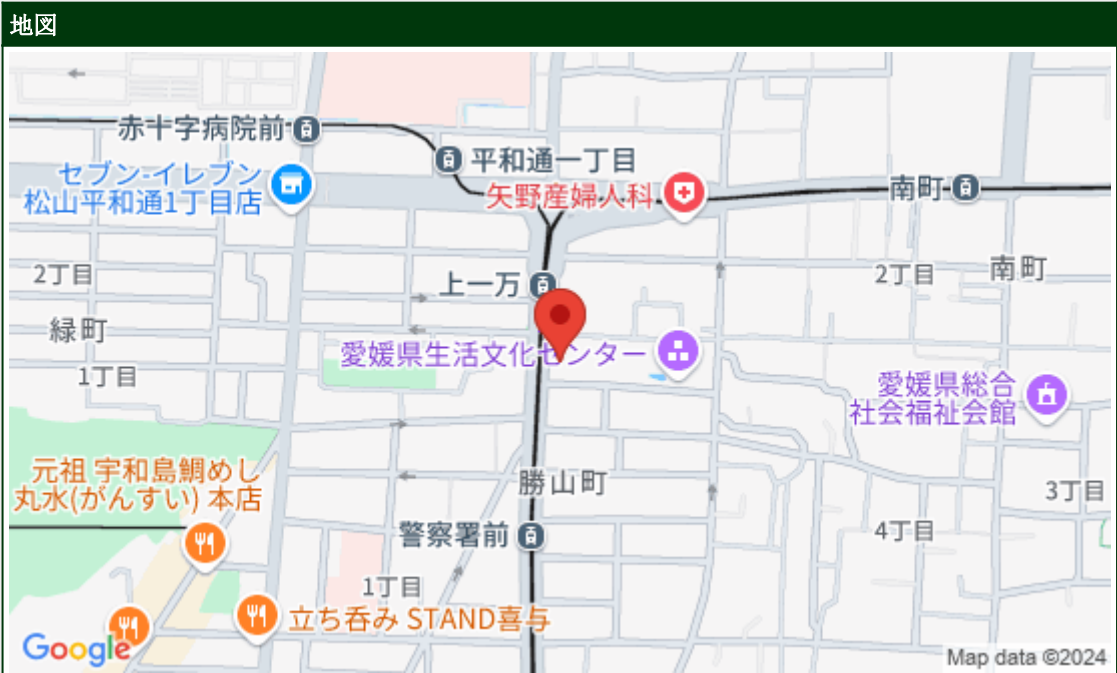 地図
赤十字病院前
平和通一丁目
セブン-イレブン
松山平和通1丁目店
矢野産婦人科
南町
2丁目
上一万
2丁目
南町
緑町
愛媛県生活文化センター
1丁目
愛媛県総合
社会福祉会館
元祖 宇和島鯛めし
丸水(がんすい) 本店
勝山町
3丁目
警察署前
4丁目
1丁目
立ち呑み STAND喜与
Google
Map data ©2024